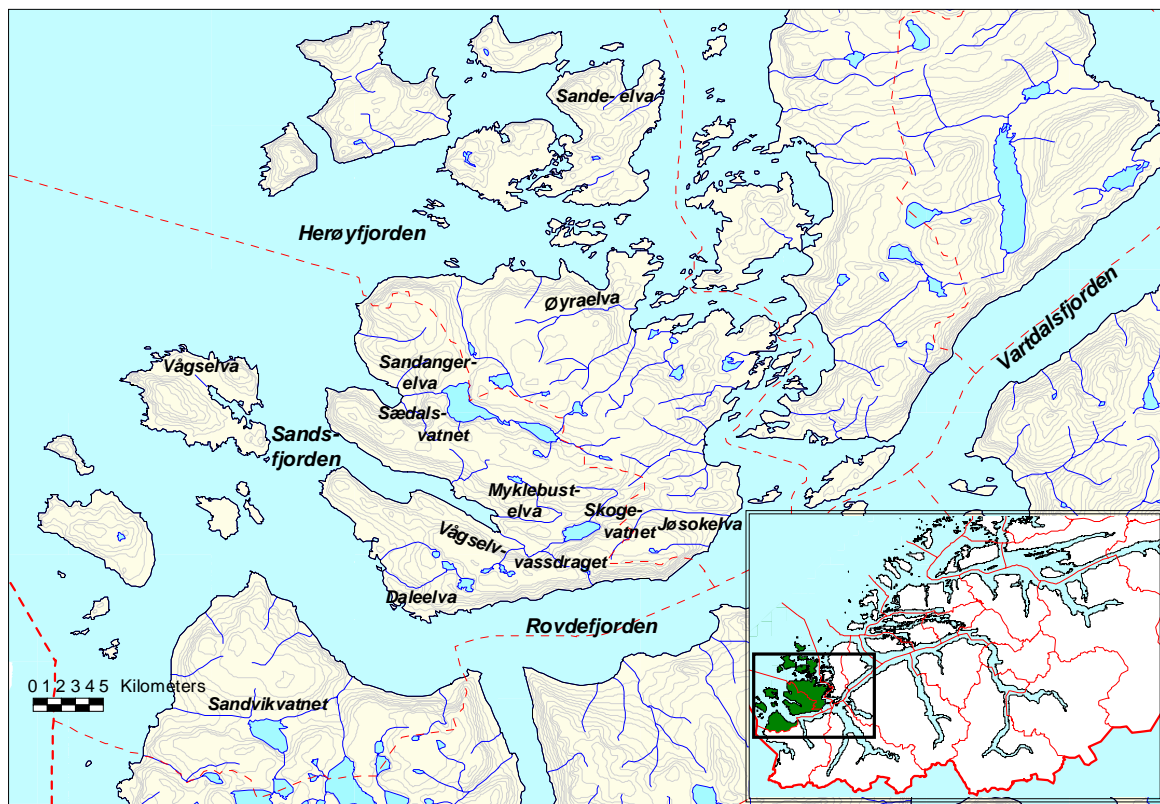 Sande- elva
Herøyfjorden
Øyraelva
Vartdalsfjorden
Vågselva
Sandanger-
elva
Sædals-
vatnet
Sands-
fjorden
Myklebust-
elva
Skoge-
vatnet
Jøsokelva
Vågselv-
vassdraget
Daleelva
Rovdefjorden
0 1 2 3 4 5 Kilometers
Sandvikvatnet